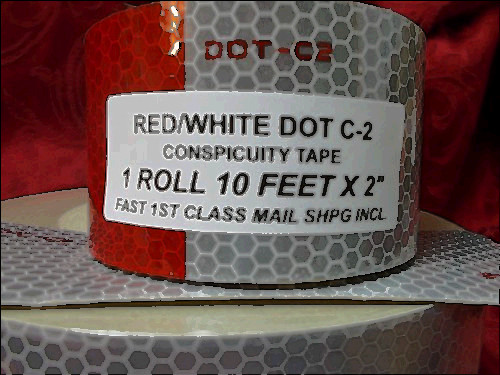 DOT-C2
RED/WHITE DOT C-2
CONSPICUITY TAPE
1 ROLL 10 FEET X 2"
FAST 1ST CLASS MAIL SHPG INCL